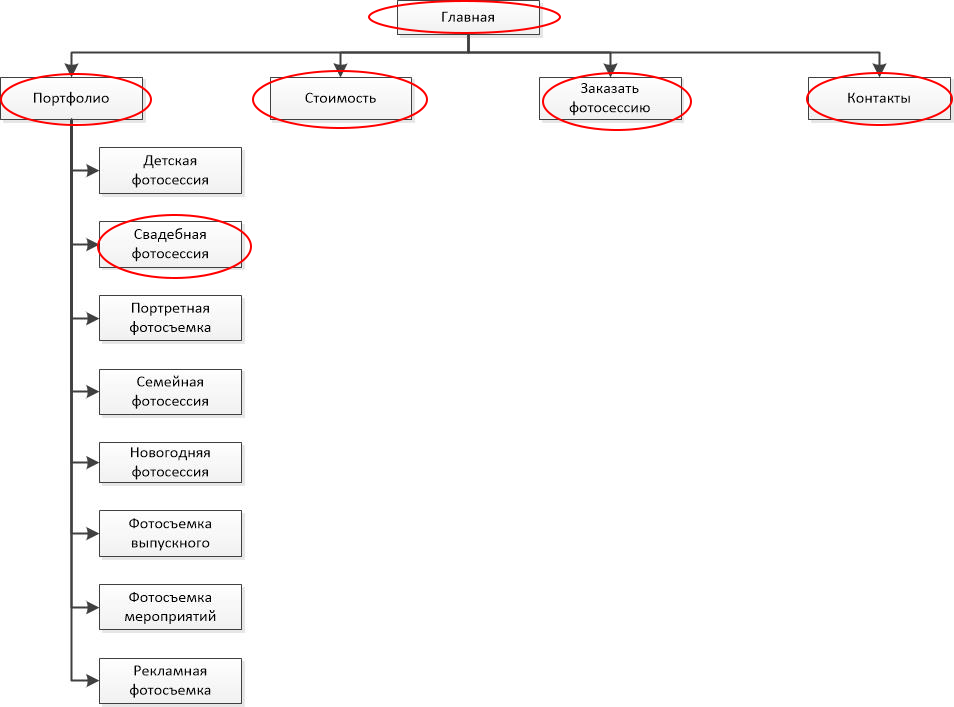 Главная
Портфолио
Стоимость
Заказать
фотосессию
Контакты
Детская
фотосессия
Свадебная
фотосессия
Портретная
фотосъемка
Семейная
фотосессия
Новогодняя
фотосессия
Фотосъемка
выпускного
Фотосъемка
мероприятий
Рекламная
фотосъемка